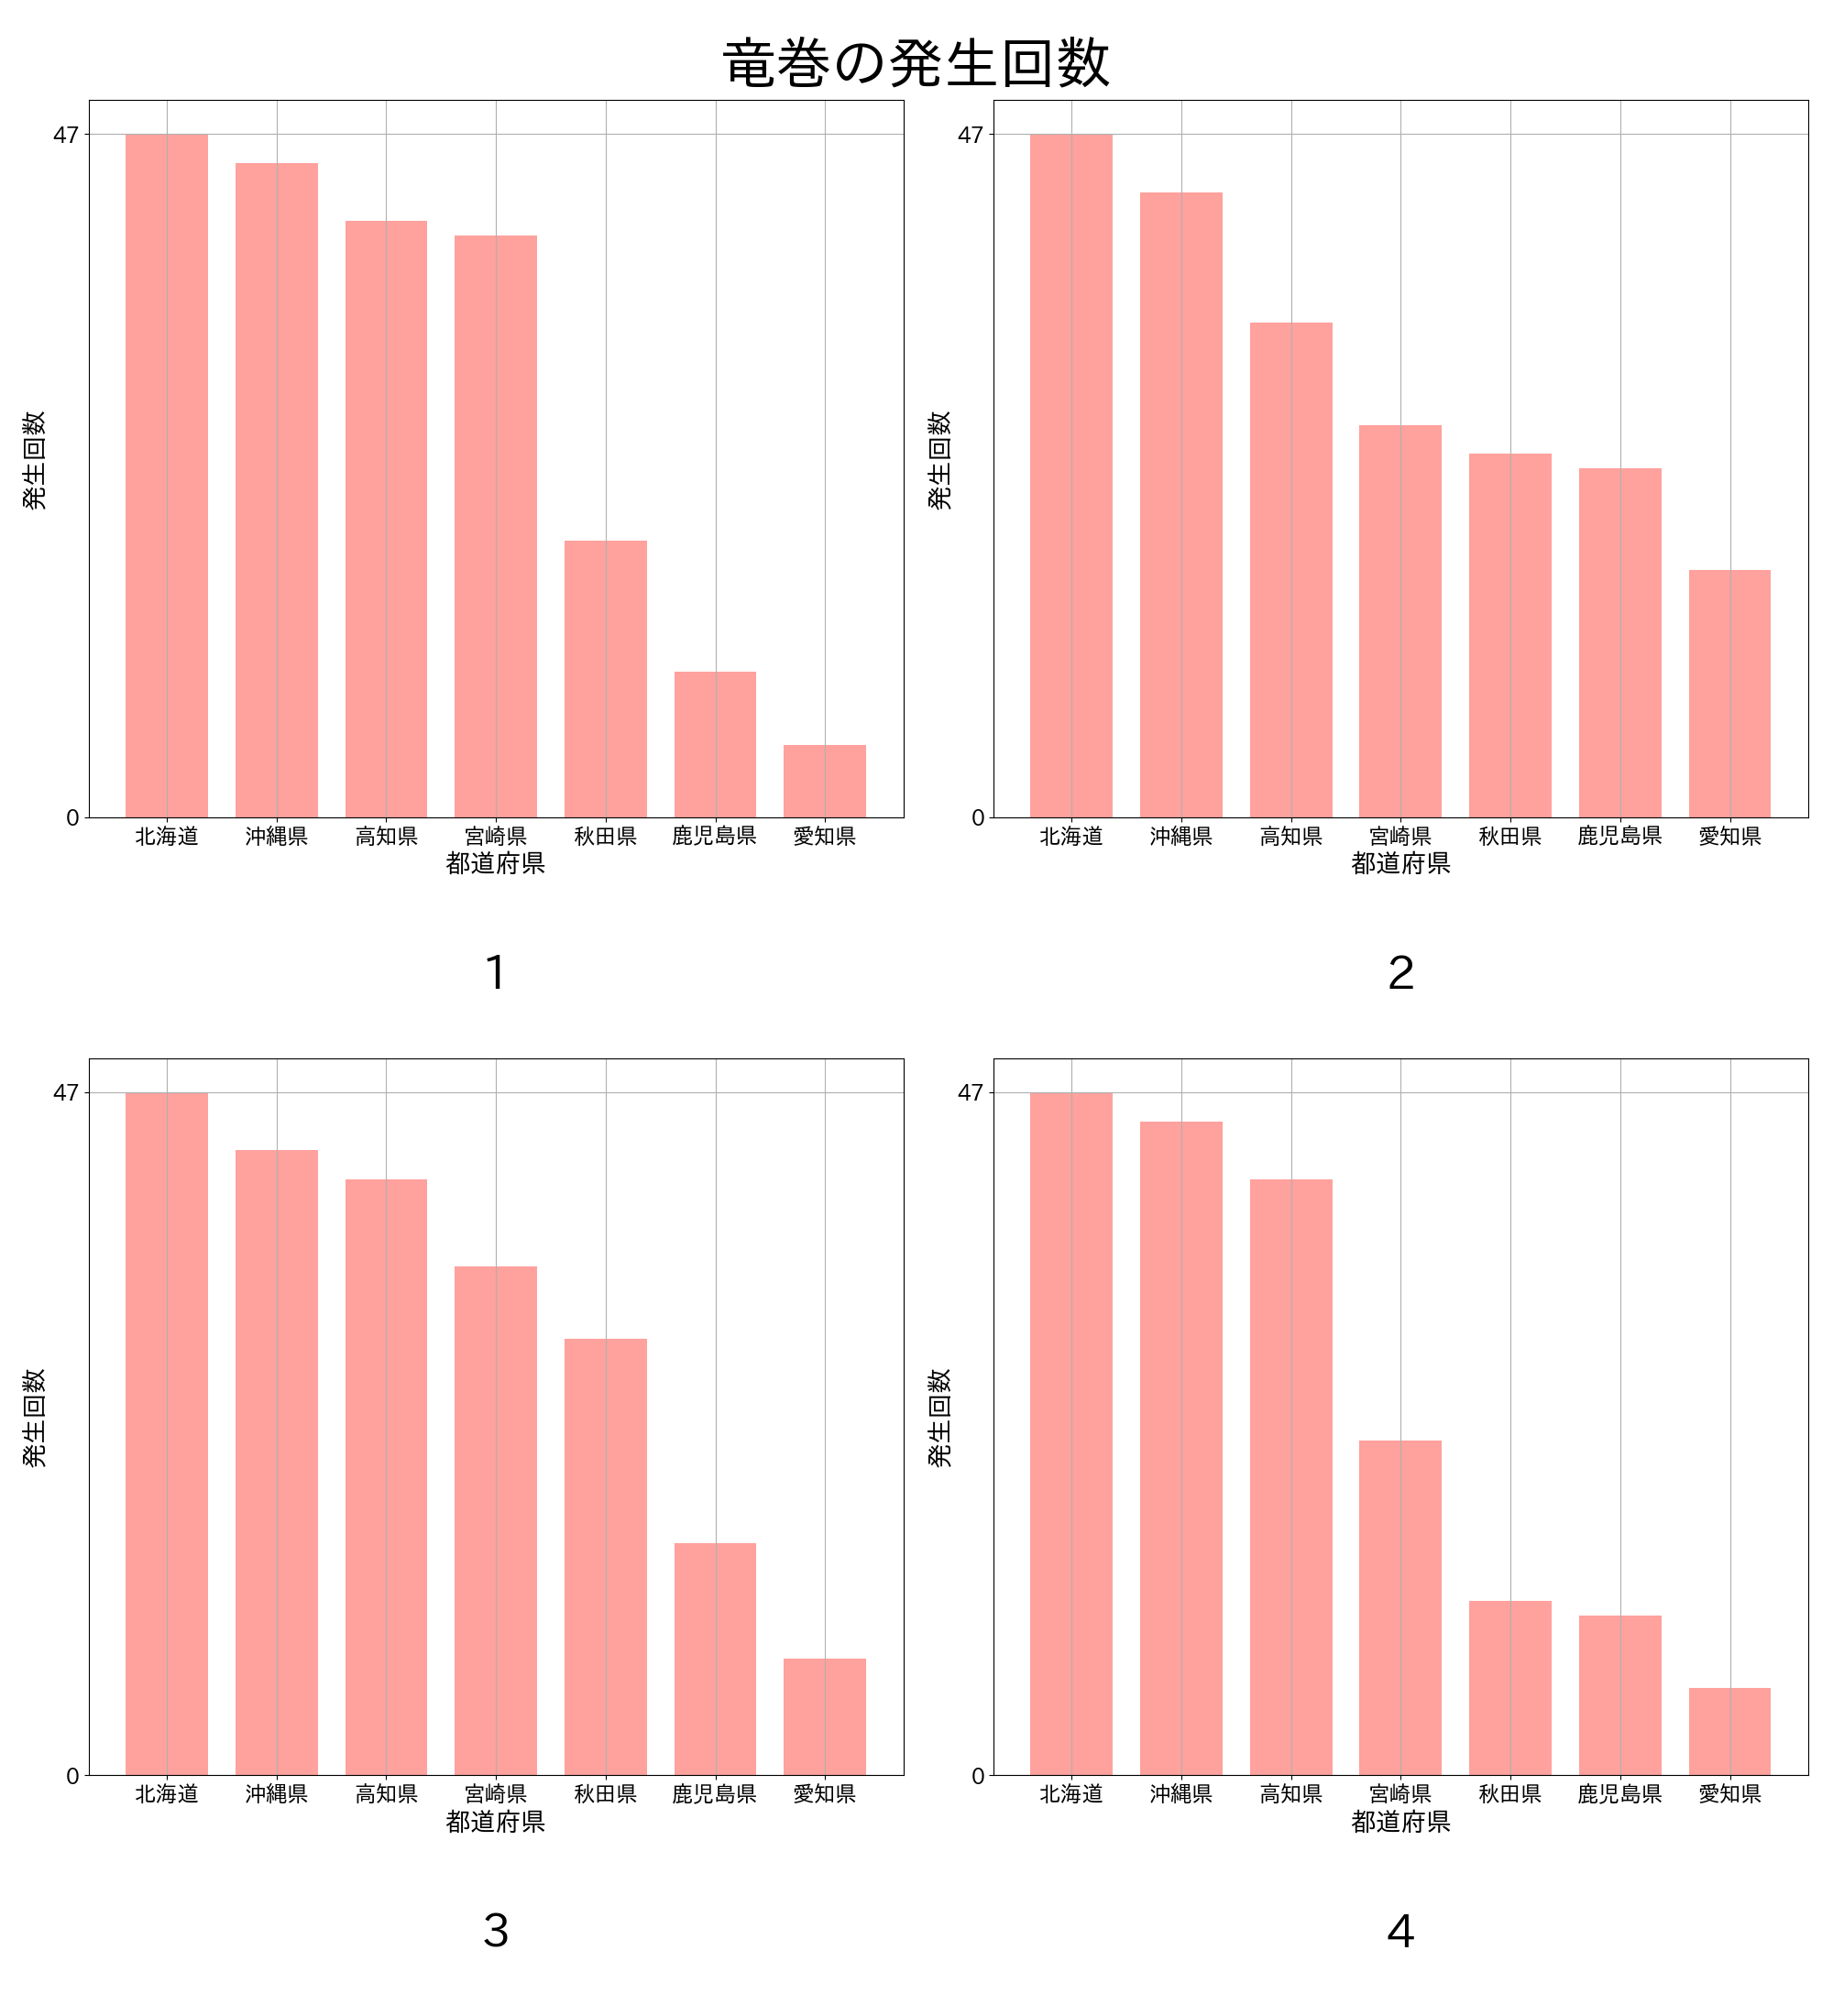 竜巻の発生回数
47
0
発生回数
北海道 沖縄県 高知県 宮崎県 秋田県 鹿児島県 愛知県
都道府県
1
47
0
発生回数
北海道 沖縄県 高知県 宮崎県 秋田県 鹿児島県 愛知県
都道府県
2
47
0
発生回数
北海道 沖縄県 高知県 宮崎県 秋田県 鹿児島県 愛知県
都道府県
3
47
0
発生回数
北海道 沖縄県 高知県 宮崎県 秋田県 鹿児島県 愛知県
都道府県
4